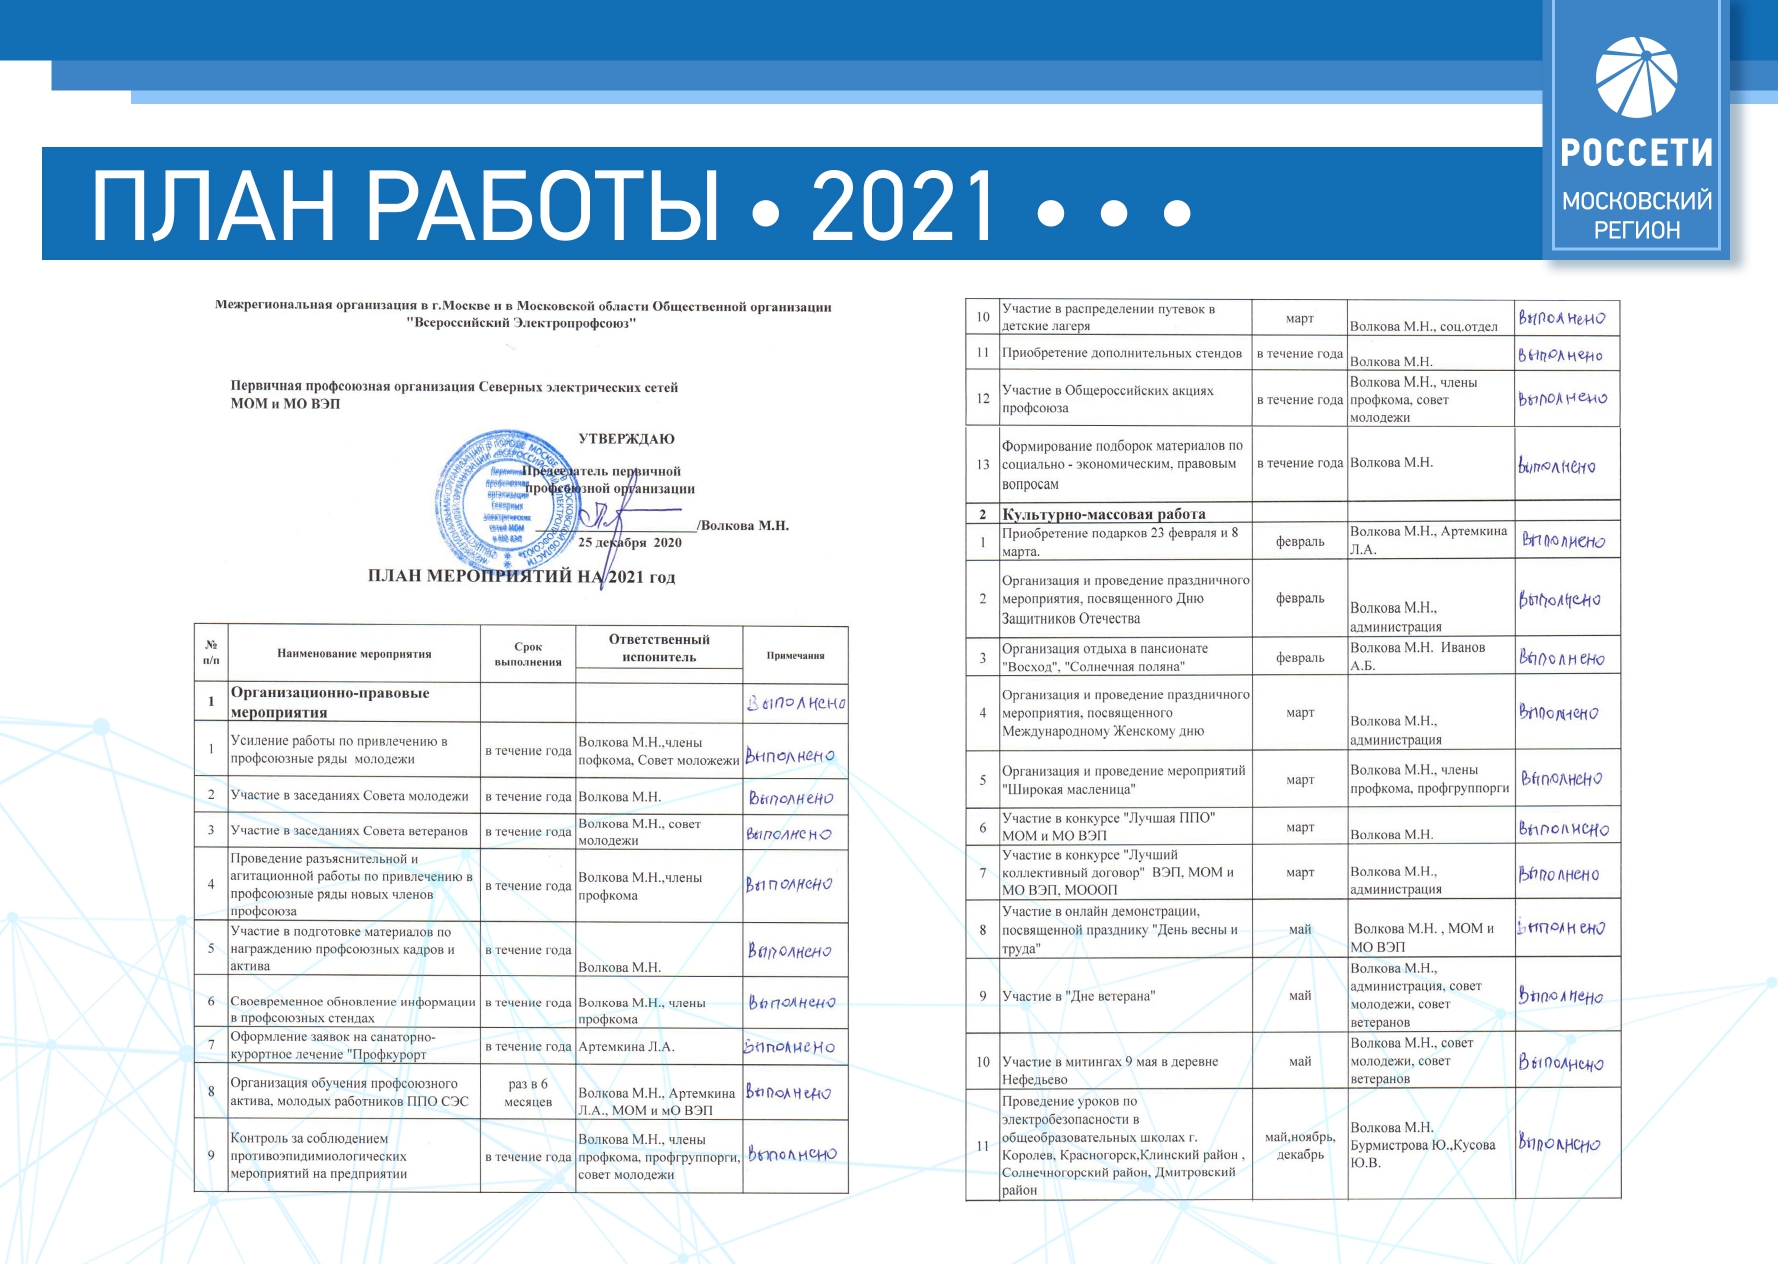 РОССЕТИ
МОСКОВСКИЙ
РЕГИОН
ПЛАН РАБОТЫ • 2021 • • •
Межрегиональная организация в г.Москве и в Московской области Общественной организации
"Всероссийский Электропрофсоюз"
Первичная профсоюзная организация Северных электрических сетей
МОМ и МО ВЭП
УТВЕРЖДАЮ
Председатель первичной
профсоюзной организации
/Волкова М.Н.
25 декабря 2020
ПЛАН МЕРОПРИЯТИЙ НА 2021 год
№ п/п Наименование мероприятия Срок выполнения Ответственный испонитель Примечания
1 Организационно-правовые мероприятия Выполнено
1 Усиление работы по привлечению в профсоюзные ряды молодежи в течение года Волкова М.Н.,члены пофкома, Совет моложежи Выполнено
2 Участие в заседаниях Совета молодежи в течение года Волкова М.Н. Выполнено
3 Участие в заседаниях Совета ветеранов в течение года Волкова М.Н., совет молодежи Выполнено
4 Проведение разъяснительной и агитационной работы по привлечению в профсоюзные ряды новых членов профсоюза в течение года Волкова М.Н.,члены профкома Выполнено
5 Участие в подготовке материалов по награждению профсоюзных кадров и актива в течение года Волкова М.Н. Выполнено
6 Своевременное обновление информации в профсоюзных стендах в течение года Волкова М.Н., члены профкома Выполнено
7 Оформление заявок на санаторно-курортное лечение "Профкурорт в течение года Артемкина Л.А. Выполнено
8 Организация обучения профсоюзного актива, молодых работников ППО СЭС раз в 6 месяцев Волкова М.Н., Артемкина Л.А., МОМ и мО ВЭП Выполнено
9 Контроль за соблюдением противоэпидимиологических мероприятий на предприятии в течение года Волкова М.Н., члены профкома, профгруппорги, совет молодежи Выполнено
10 Участие в распределении путевок в детские лагеря март Волкова М.Н., соц.отдел Выполнено
11 Приобретение дополнительных стендов в течение года Волкова М.Н. Выполнено
12 Участие в Общероссийских акциях профсоюза в течение года Волкова М.Н., члены профкома, совет молодежи Выполнено
13 Формирование подборок материалов по социально - экономическим, правовым вопросам в течение года Волкова М.Н. Выполнено
2 Культурно-массовая работа
1 Приобретение подарков 23 февраля и 8 марта. февраль Волкова М.Н., Артемкина Л.А. Выполнено
2 Организация и проведение праздничного мероприятия, посвященного Дню Защитников Отечества февраль Волкова М.Н., администрация Выполнено
3 Организация отдыха в пансионате "Восход", "Солнечная поляна" февраль Волкова М.Н. Иванов А.Б. Выполнено
4 Организация и проведение праздничного мероприятия, посвященного Международному Женскому дню март Волкова М.Н., администрация Выполнено
5 Организация и проведение мероприятий "Широкая масленица" март Волкова М.Н., члены профкома, профгруппорги Выполнено
6 Участие в конкурсе "Лучшая ППО" МОМ и МО ВЭП март Волкова М.Н. Выполнено
7 Участие в конкурсе "Лучший коллективный договор" ВЭП, МОМ и МО ВЭП, МОООП март Волкова М.Н., администрация Выполнено
8 Участие в онлайн демонстрации, посвященной празднику "День весны и труда" май Волкова М.Н. , МОМ и МО ВЭП Выполнено
9 Участие в "Дне ветерана" май Волкова М.Н., администрация, совет молодежи, совет ветеранов Выполнено
10 Участие в митингах 9 мая в деревне Нефедьево май Волкова М.Н., совет молодежи, совет ветеранов Выполнено
11 Проведение уроков по электробезопасности в общеобразовательных школах г. Королев, Красногорск,Клинский район , Солнечногорский район, Дмитровский район май,ноябрь, декабрь Волкова М.Н. Бурмистрова Ю.,Кусова Ю.В. Выполнено